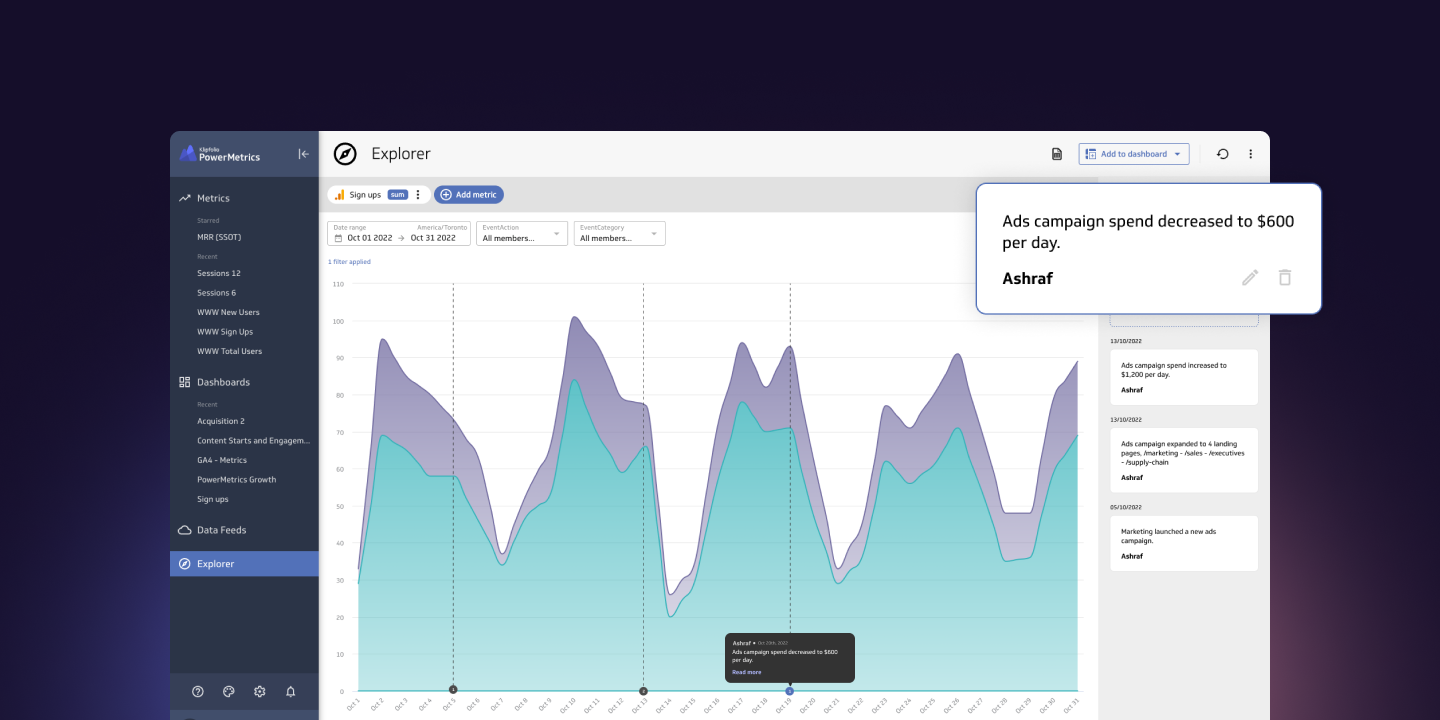 Klipfolio
PowerMetrics
Explorer
Add to dashboard
Metrics
Starred
MRR (SSOT)
Recent
Sessions 12
Sessions 6
WWW New Users
WWW Sign Ups
WWW Total Users
Dashboards
Recent
Acquisition 2
Content Starts and Engagem...
GA4 - Metrics
PowerMetrics Growth
Sign ups
Data Feeds
Explorer
Sign ups sum
Add metric
Date range America/Toronto
Oct 01 2022 → Oct 31 2022
EventAction
All members...
EventCategory
All members...
1 filter applied
110
100
90
80
70
60
50
40
30
20
10
0
Oct 1
Oct 2
Oct 3
Oct 4
Oct 5
Oct 6
Oct 7
Oct 8
Oct 9
Oct 10
Oct 11
Oct 12
Oct 13
Oct 14
Oct 15
Oct 16
Oct 17
Oct 18
Oct 19
Oct 20
Oct 21
Oct 22
Oct 23
Oct 24
Oct 25
Oct 26
Oct 27
Oct 28
Oct 29
Oct 30
Oct 31
Ashraf •
Ads campaign spend decreased to $600
per day.
Read more
Ads campaign spend decreased to $600
per day.
Ashraf
13/10/2022
Ads campaign spend increased to
$1,200 per day.
Ashraf
13/10/2022
Ads campaign expanded to 4 landing
pages, /marketing - /sales - /executives
- /supply-chain
Ashraf
05/10/2022
Marketing launched a new ads
campaign.
Ashraf